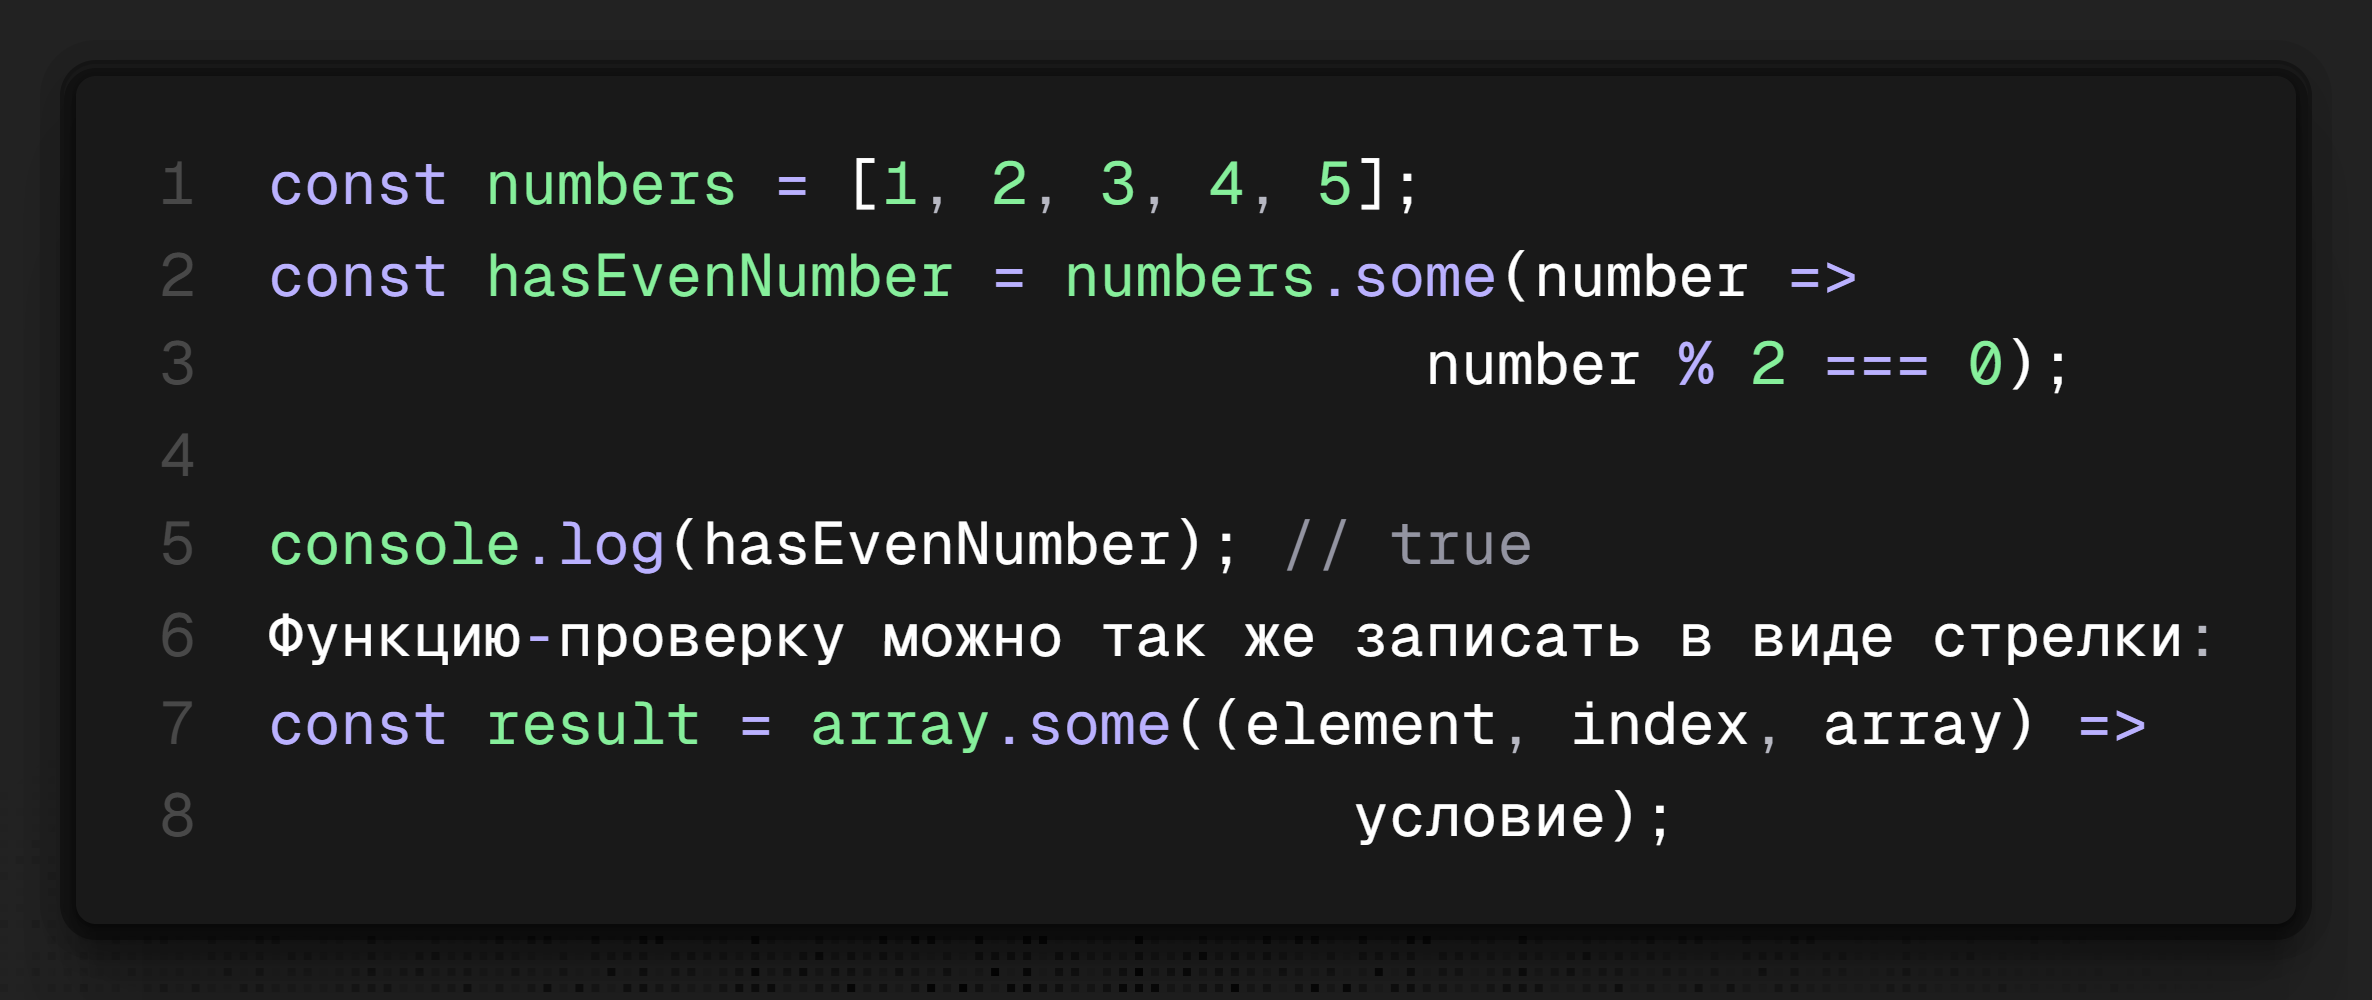 1 const numbers = [1, 2, 3, 4, 5];
2 const hasEvenNumber = numbers.some(number =>
3 number % 2 === 0);
4
5 console.log(hasEvenNumber); // true
6 Функцию-проверку можно так же записать в виде стрелки:
7 const result = array.some((element, index, array) =>
8 условие);